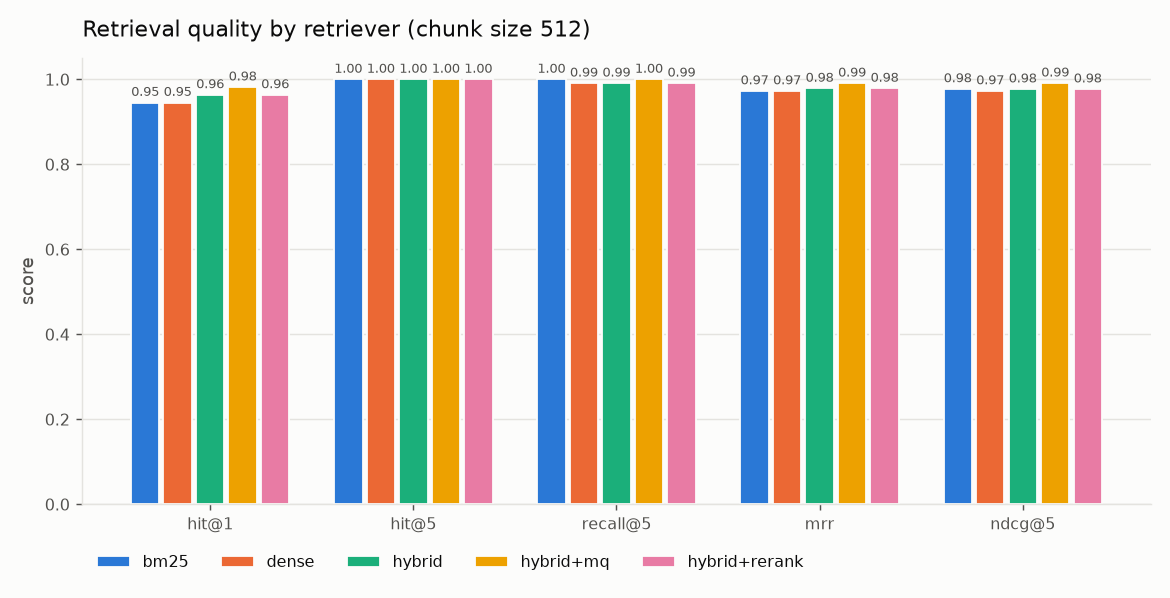 Retrieval quality by retriever (chunk size 512)
1.00 1.00 1.00 1.00 1.00 1.00 0.99 0.99 1.00 0.99
0.95 0.95 0.96 0.98 0.96 0.97 0.97 0.98 0.99 0.98 0.98 0.97 0.98 0.99 0.98
1.0
0.8
0.6
0.4
0.2
0.0
score
hit@1 hit@5 recall@5 mrr ndcg@5
bm25 dense hybrid hybrid+mq hybrid+rerank